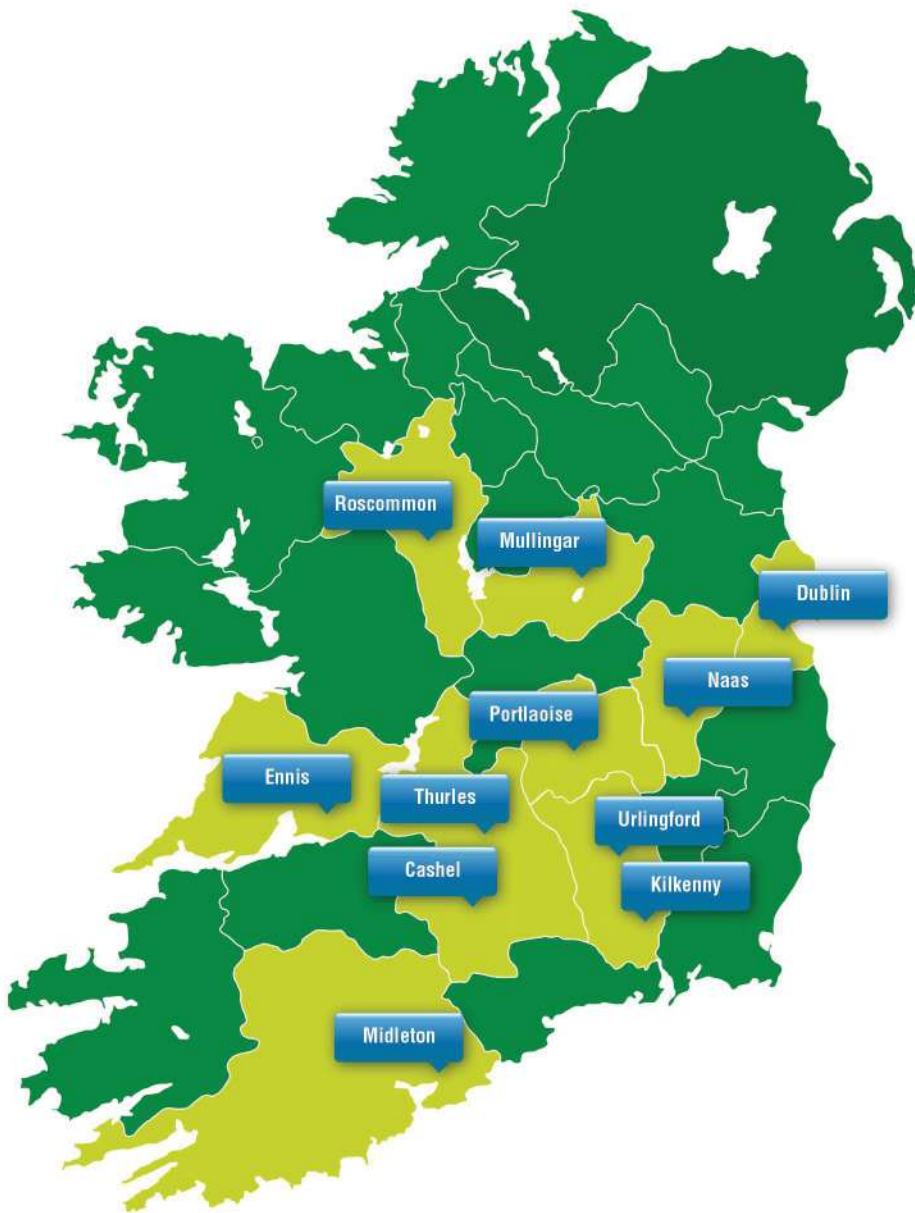 Roscommon
Mullingar
Dublin
Naas
Portlaoise
Ennis
Thurles
Urlingford
Cashel
Kilkenny
Midleton